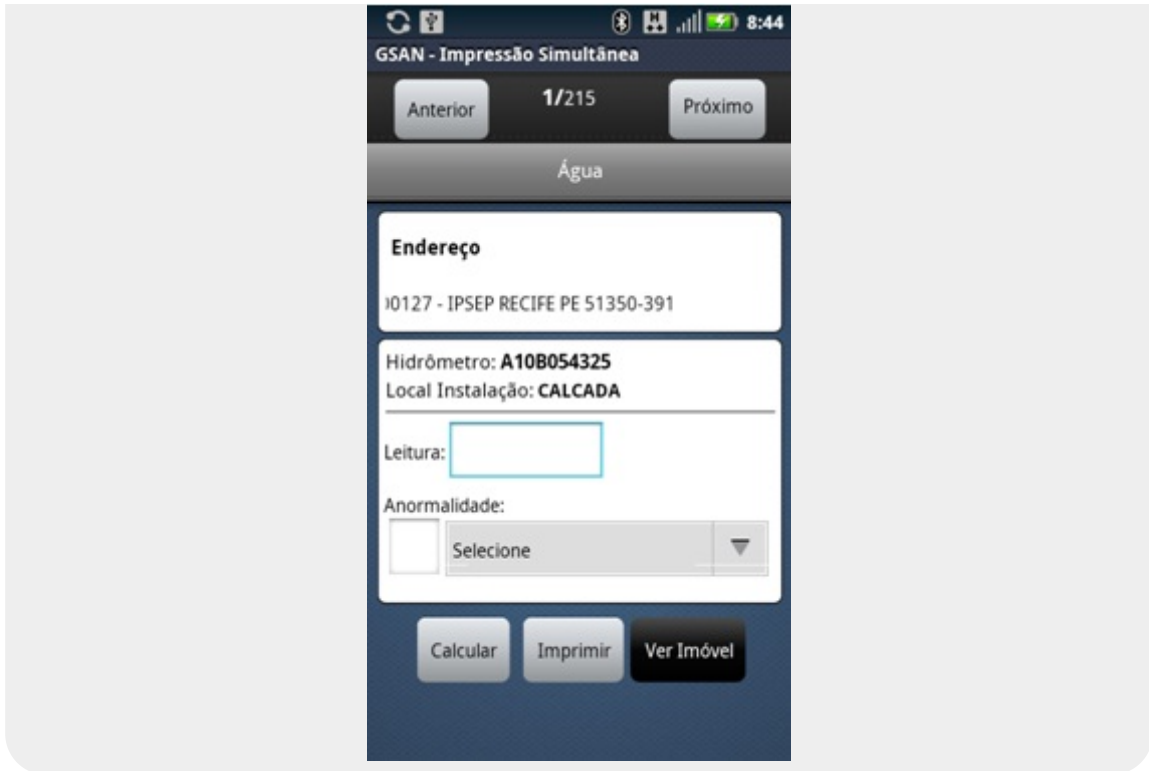 8:44
GSAN - Impressão Simultânea
Anterior 1/215 Próximo
Água
Endereço
00127 - IPSEP RECIFE PE 51350-391
Hidrômetro: A10B054325
Local Instalação: CALCADA
Leitura:
Anormalidade:
Selecione
Calcular Imprimir Ver Imóvel